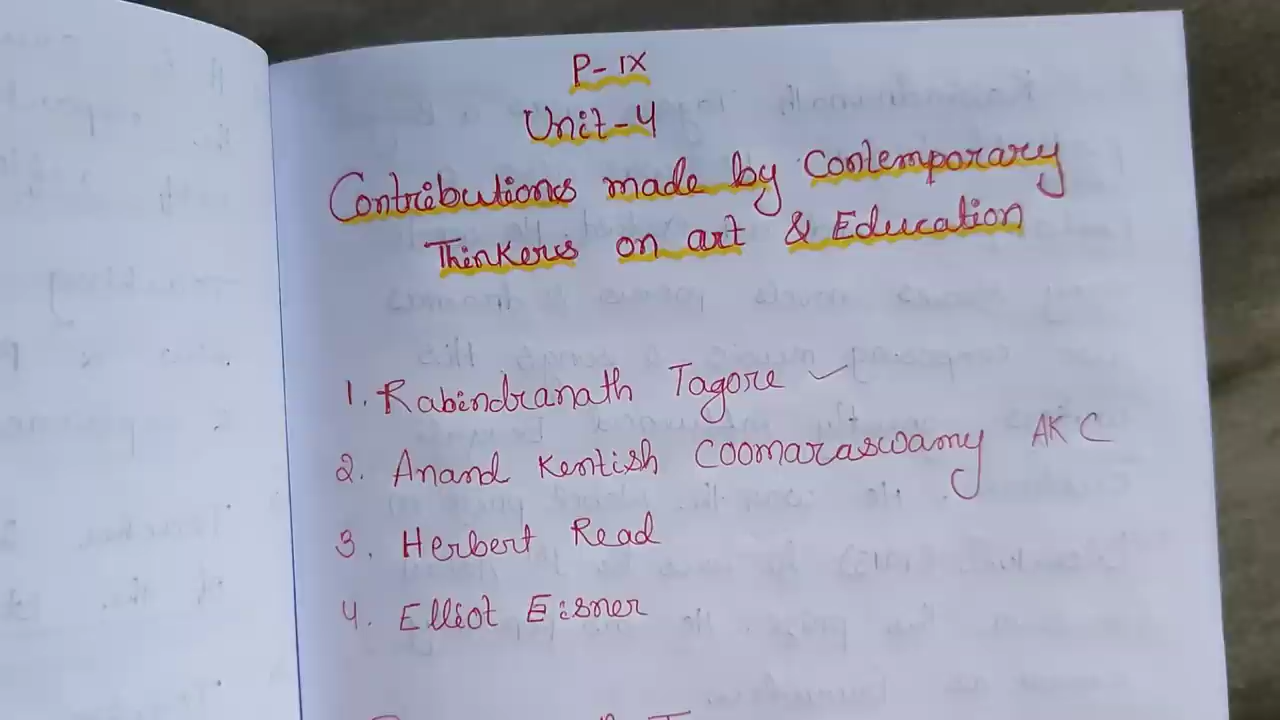 P-IX
Unit-4
Contributions made by Contemporary
Thinkers on art & Education
1. Rabindranath Tagore
2. Anand Kentish Coomaraswamy AKC
3. Herbert Read
4. Elliot Eisner